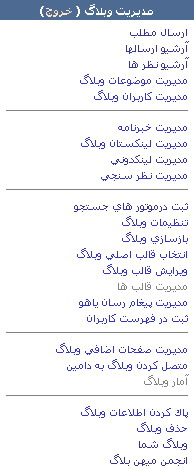 مديريت وبلاگ ( خروج)
ارسال مطلب
آرشيو ارسالها
آرشيو نظر ها
مديريت موضوعات وبلاگ
مديريت كاربران وبلاگ
مديريت خبرنامه
مديريت لينكستان وبلاگ
مديريت لينكدوني
مديريت نظر سنجي
ثبت درموتور هاي جستجو
تنظيمات وبلاگ
بازسازي وبلاگ
انتخاب قالب اصلي وبلاگ
ويرايش قالب وبلاگ
مديريت قالب ها
مديريت پيغام رسان ياهو
ثبت در فهرست كاربران
مديريت صفحات اضافي وبلاگ
متصل كردن وبلاگ به دامين
آمار وبلاگ
پاك كردن اطلاعات وبلاگ
حذف وبلاگ
وبلاگ شما
انجمن ميهن بلاگ